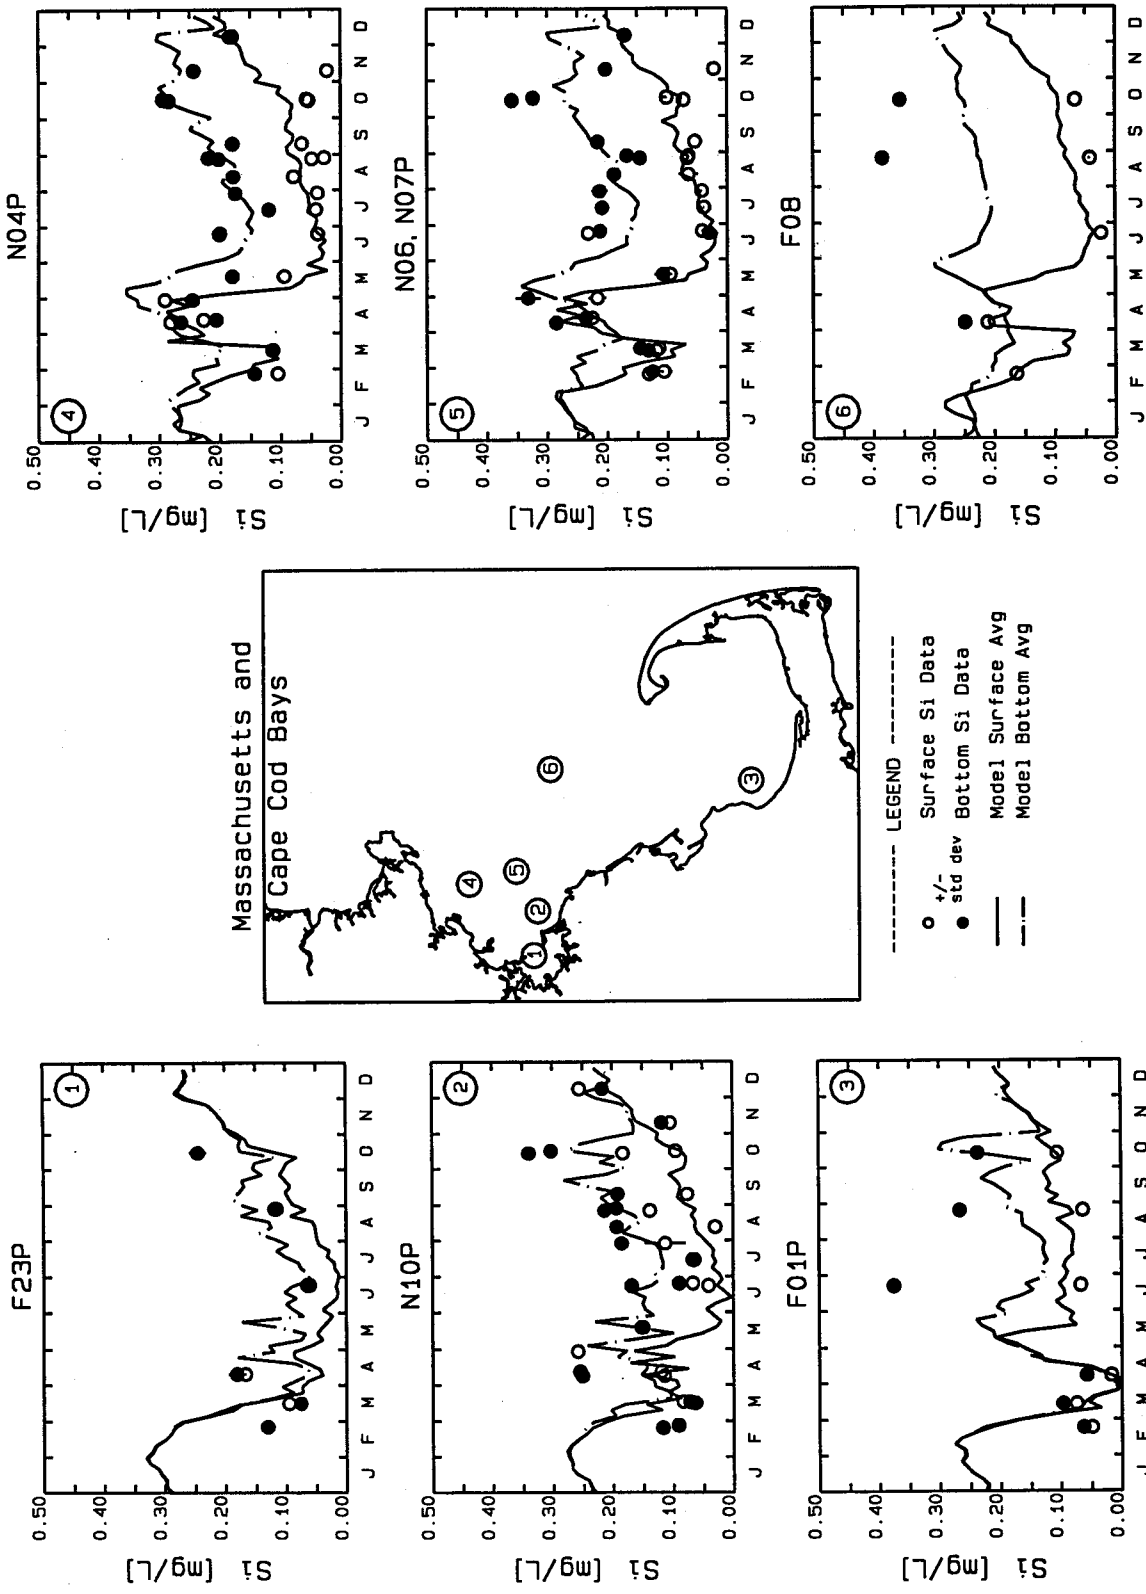 F23P
1
0.50
0.40
0.30
0.20
0.10
0.00
Si [mg/L]
J F M A M J J A S O N D
N10P
2
0.50
0.40
0.30
0.20
0.10
0.00
Si [mg/L]
J F M A M J J A S O N D
F01P
3
0.50
0.40
0.30
0.20
0.10
0.00
Si [mg/L]
J F M A M J J A S O N D
Massachusetts and
Cape Cod Bays
1
2
3
4
5
6
------- LEGEND -------
+/-
std dev
Surface Si Data
Bottom Si Data
Model Surface Avg
Model Bottom Avg
N04P
4
0.50
0.40
0.30
0.20
0.10
0.00
Si [mg/L]
J F M A M J J A S O N D
N06, N07P
5
0.50
0.40
0.30
0.20
0.10
0.00
Si [mg/L]
J F M A M J J A S O N D
F08
6
0.50
0.40
0.30
0.20
0.10
0.00
Si [mg/L]
J F M A M J J A S O N D